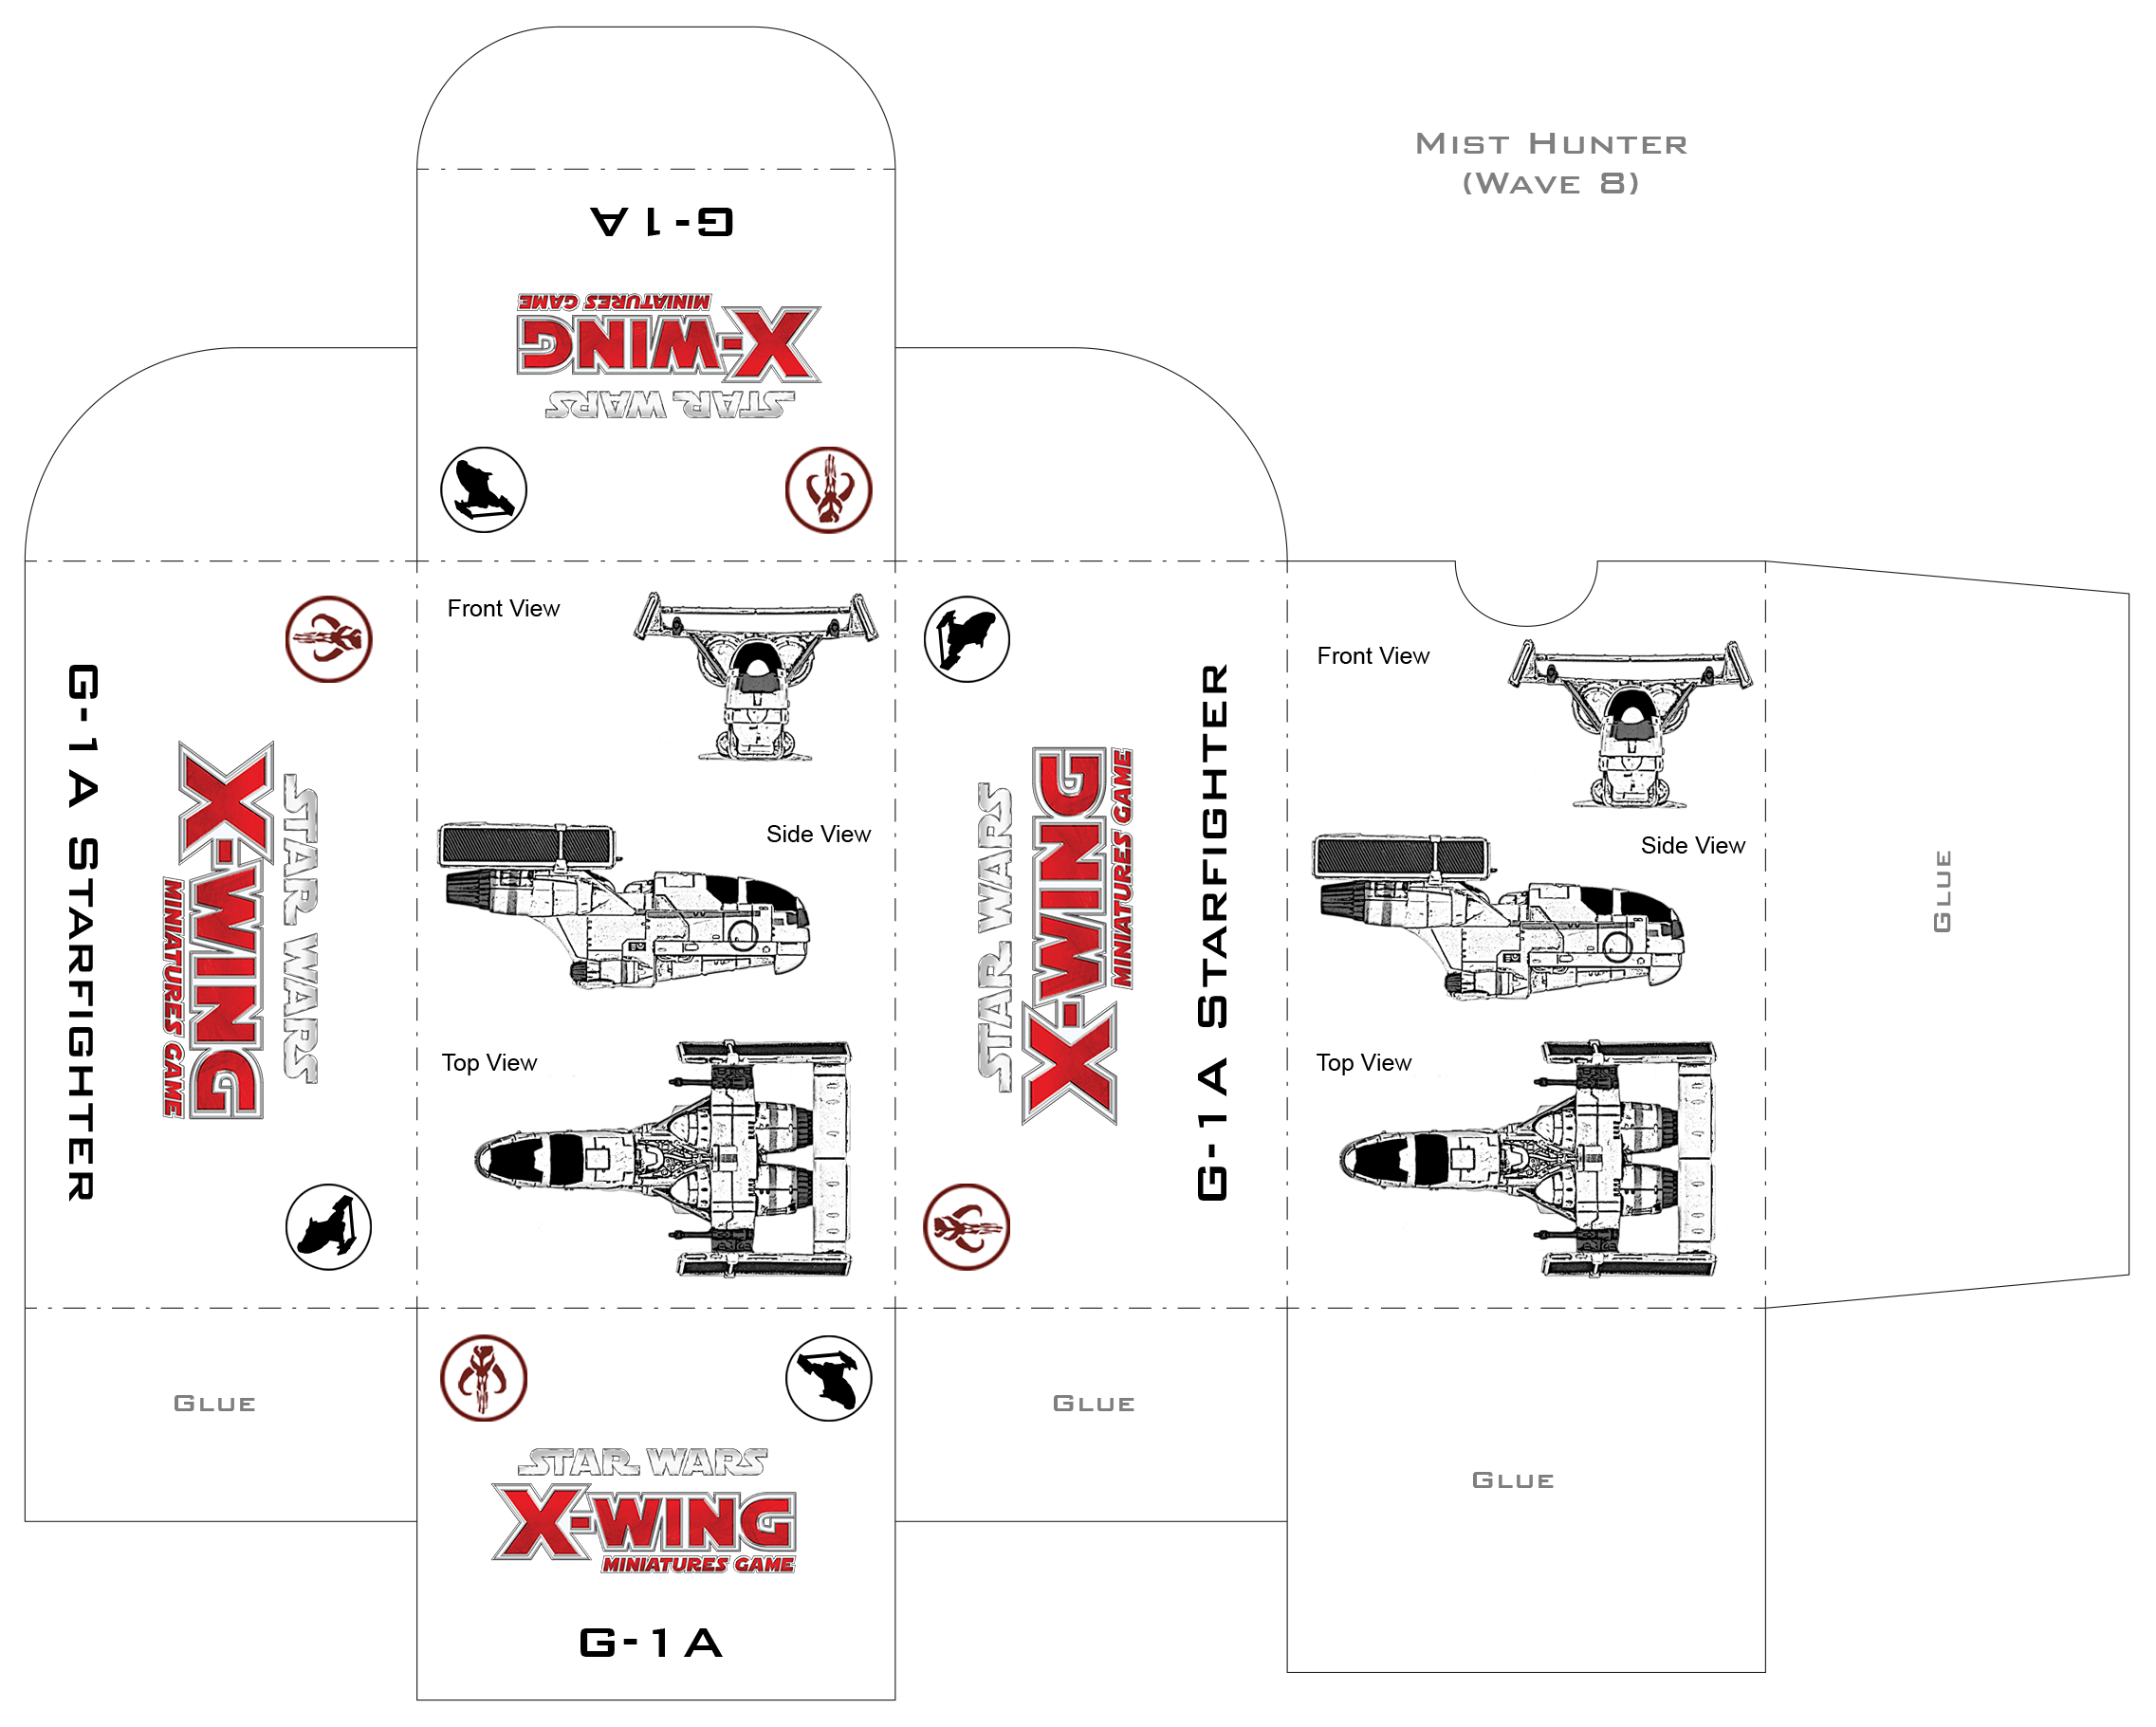 MIST HUNTER
(WAVE 8)
G-1A
STAR WARS
X-WING
MINIATURES GAME
G-1A STARFIGHTER
STAR WARS
X-WING
MINIATURES GAME
Front View
Side View
Top View
STAR WARS
X-WING
MINIATURES GAME
G-1A STARFIGHTER
Front View
Side View
Top View
GLUE
GLUE
STAR WARS
X-WING
MINIATURES GAME
G-1A
GLUE
GLUE